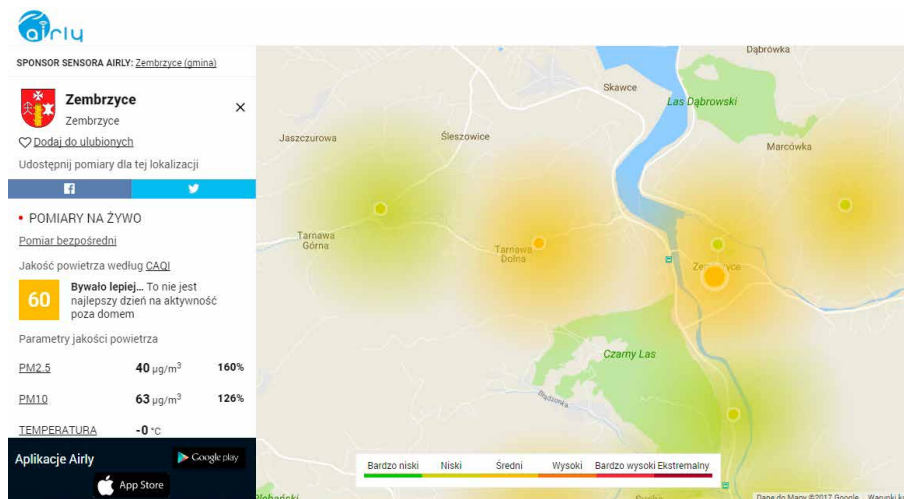 airly
SPONSOR SENSORA AIRLY: Zembrzyce (gmina)
Zembrzyce
Zembrzyce
Dodaj do ulubionych
Udostępnij pomiary dla tej lokalizacji
POMIARY NA ŻYWO
Pomiar bezpośredni
Jakość powietrza według CAQI
60
Bywało lepiej... To nie jest
najlepszy dzień na aktywność
poza domem
Parametry jakości powietrza
PM2.5 40 µg/m³ 160%
PM10 63 µg/m³ 126%
TEMPERATURA -0 °C
Aplikacje Airly
Google play
App Store
Dąbrówka
Skawce
Las Dąbrowski
Jaszczurowa
Śleszowice
Marcówka
Tarnawa
Górna
Tarnawa
Dolna
Czarny Las
Błądzonka
Bardzo niski Niski Średni Wysoki Bardzo wysoki Ekstremalny
Dane do Mapy ©2017 Google